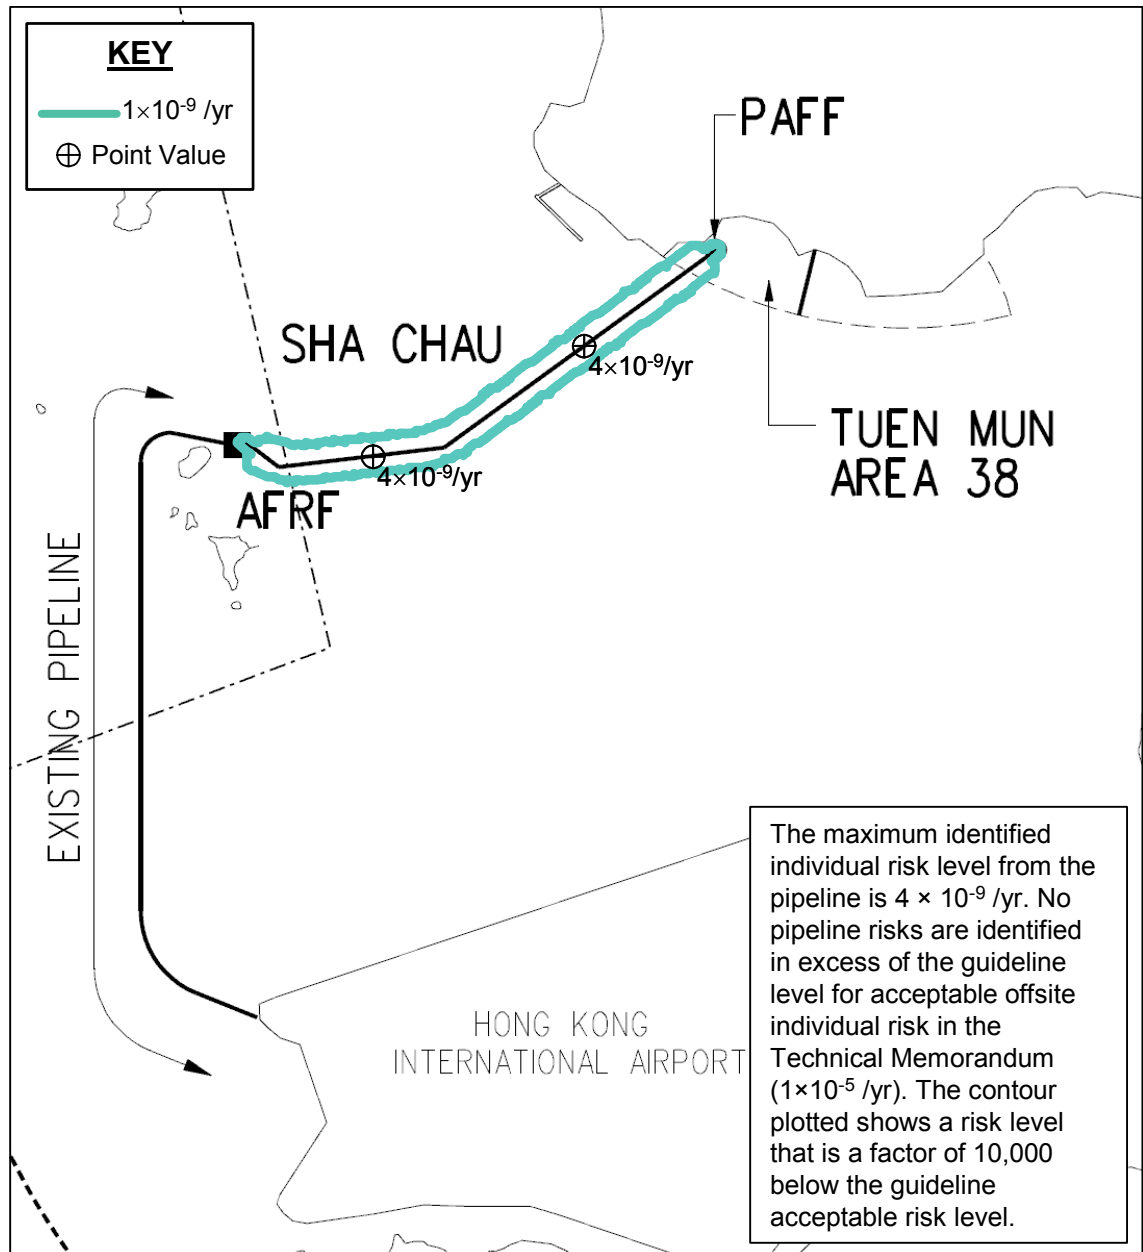 KEY
1×10⁻⁹ /yr
Point Value
PAFF
SHA CHAU
4×10⁻⁹/yr
TUEN MUN
AREA 38
4×10⁻⁹/yr
AFRF
EXISTING PIPELINE
HONG KONG
INTERNATIONAL AIRPORT
The maximum identified
individual risk level from the
pipeline is 4 × 10⁻⁹ /yr. No
pipeline risks are identified
in excess of the guideline
level for acceptable offsite
individual risk in the
Technical Memorandum
(1×10⁻⁵ /yr). The contour
plotted shows a risk level
that is a factor of 10,000
below the guideline
acceptable risk level.